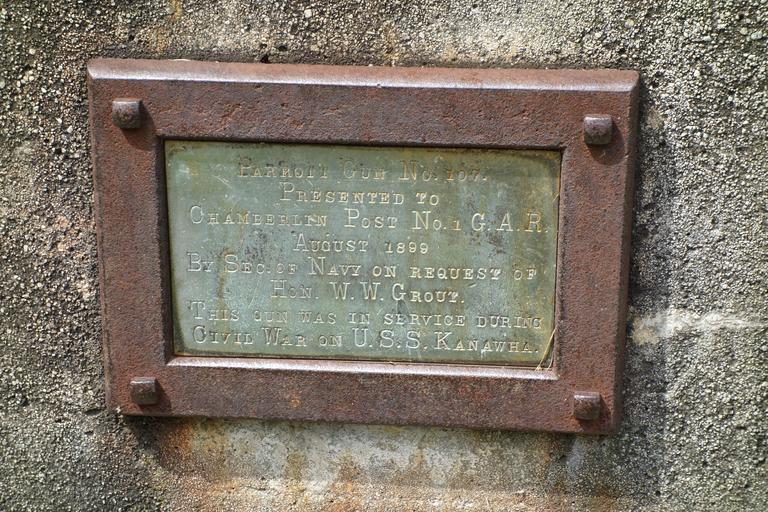 Parrott Gun No. 107.
Presented to
Chamberlin Post No. 1 G. A. R.
August 1899
By Sec. of Navy on request of
Hon. W. W. Grout.
This gun was in service during
Civil War on U. S. S. Kanawha.